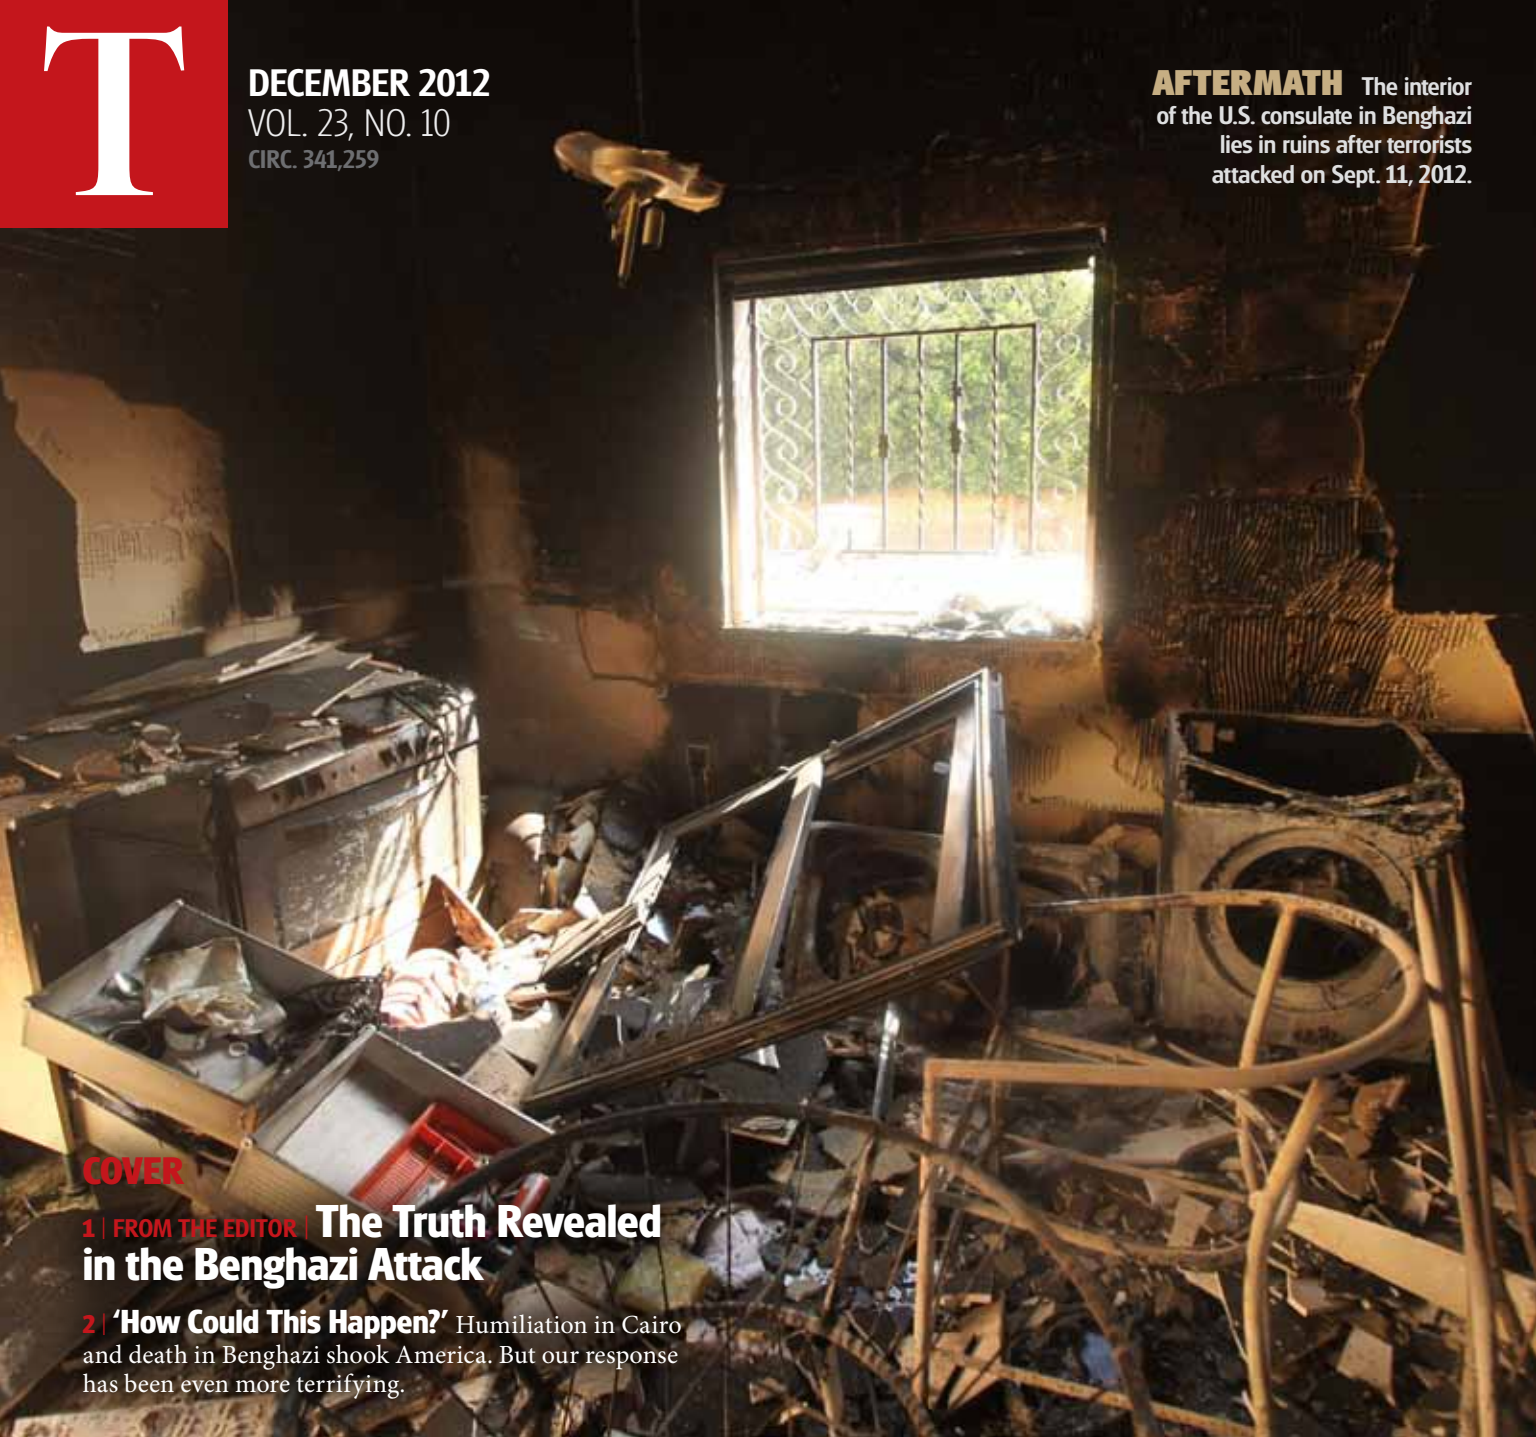 T
DECEMBER 2012
VOL. 23, NO. 10
CIRC. 341,259
AFTERMATH The interior
of the U.S. consulate in Benghazi
lies in ruins after terrorists
attacked on Sept. 11, 2012.
COVER
1 | FROM THE EDITOR | The Truth Revealed
in the Benghazi Attack
2 | ‘How Could This Happen?’ Humiliation in Cairo
and death in Benghazi shook America. But our response
has been even more terrifying.